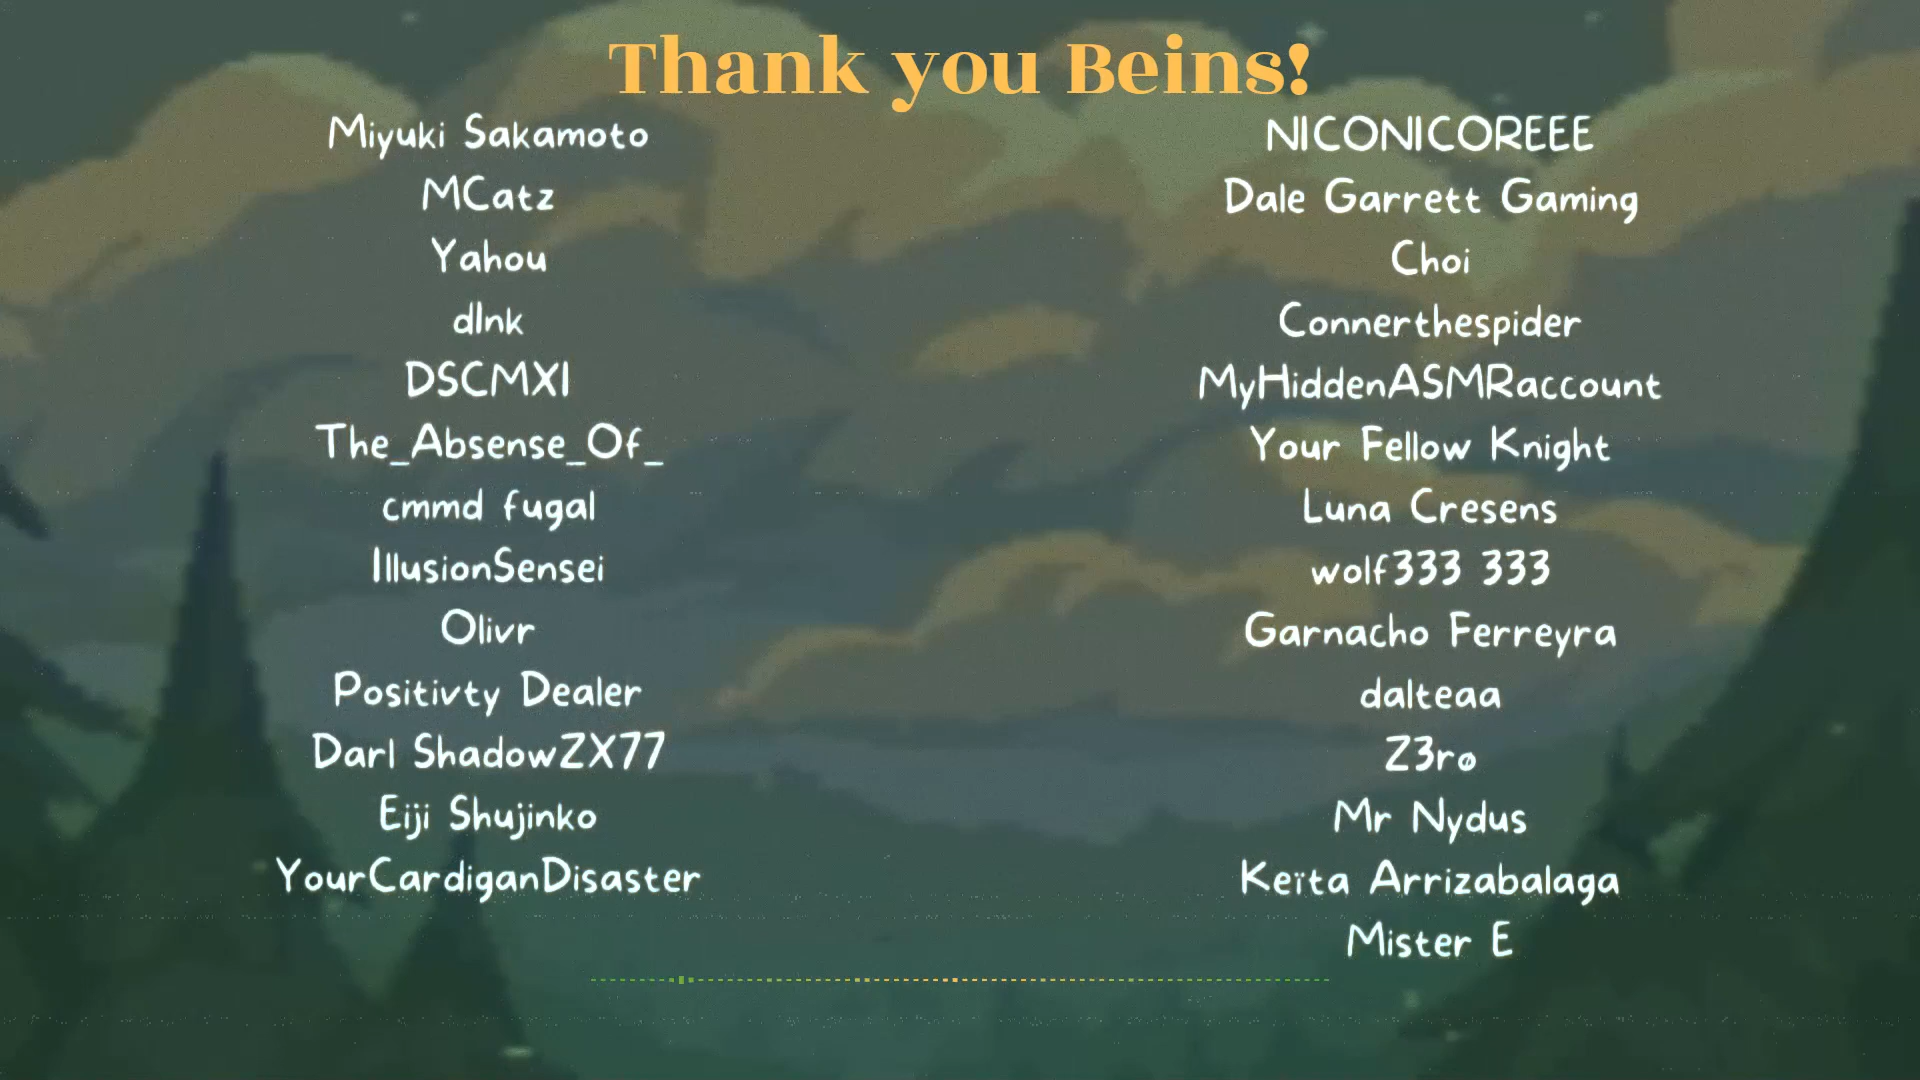 Thank you Beins!
Miyuki Sakamoto
MCatz
Yahou
dInk
DSCMXI
The_Absense_Of_
cmmd fugal
IllusionSensei
Olivr
Positivty Dealer
Darl ShadowZX77
Eiji Shujinko
YourCardiganDisaster
NICONICOREEE
Dale Garrett Gaming
Choi
Connerthespider
MyHiddenASMRaccount
Your Fellow Knight
Luna Cresens
wolf333 333
Garnacho Ferreyra
dalteaa
Z3rø
Mr Nydus
Keïta Arrizabalaga
Mister E